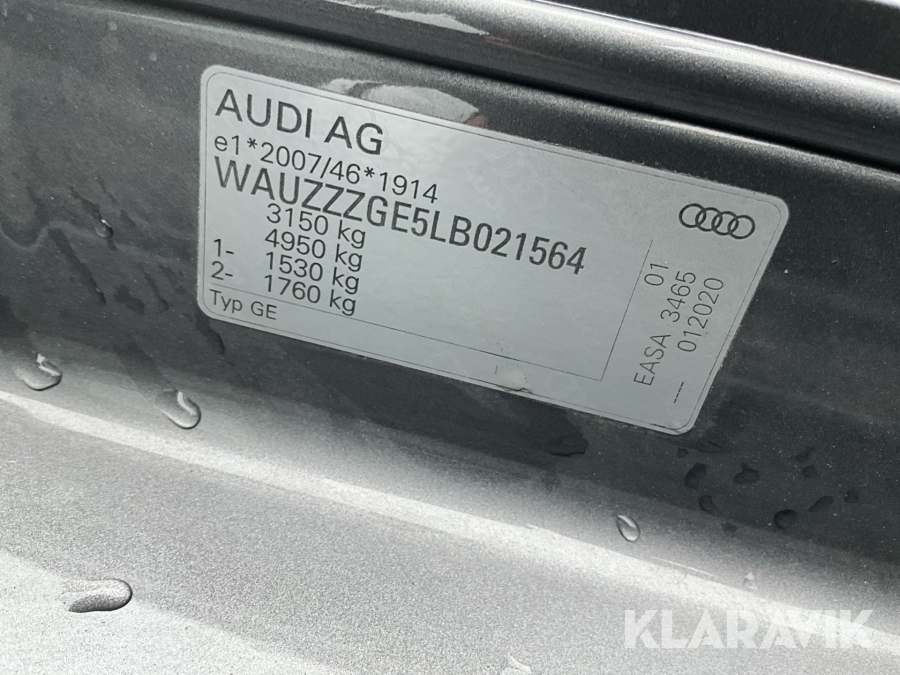 AUDI AG
e1*2007/46*1914
WAUZZZGE5LB021564
3150 kg
4950 kg
1- 1530 kg
2- 1760 kg
Typ GE
EASA 3465 01
012020
KLARAVIK